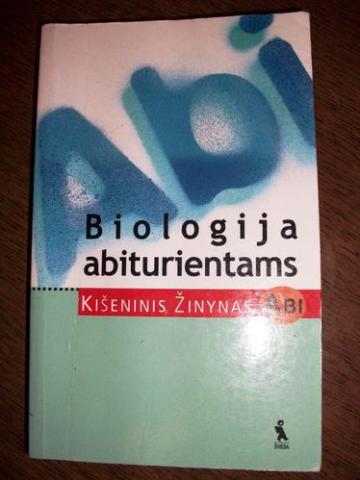 Abi
Biologija
abiturientams
KIŠENINIS ŽINYNAS ABI
ŠVIESA